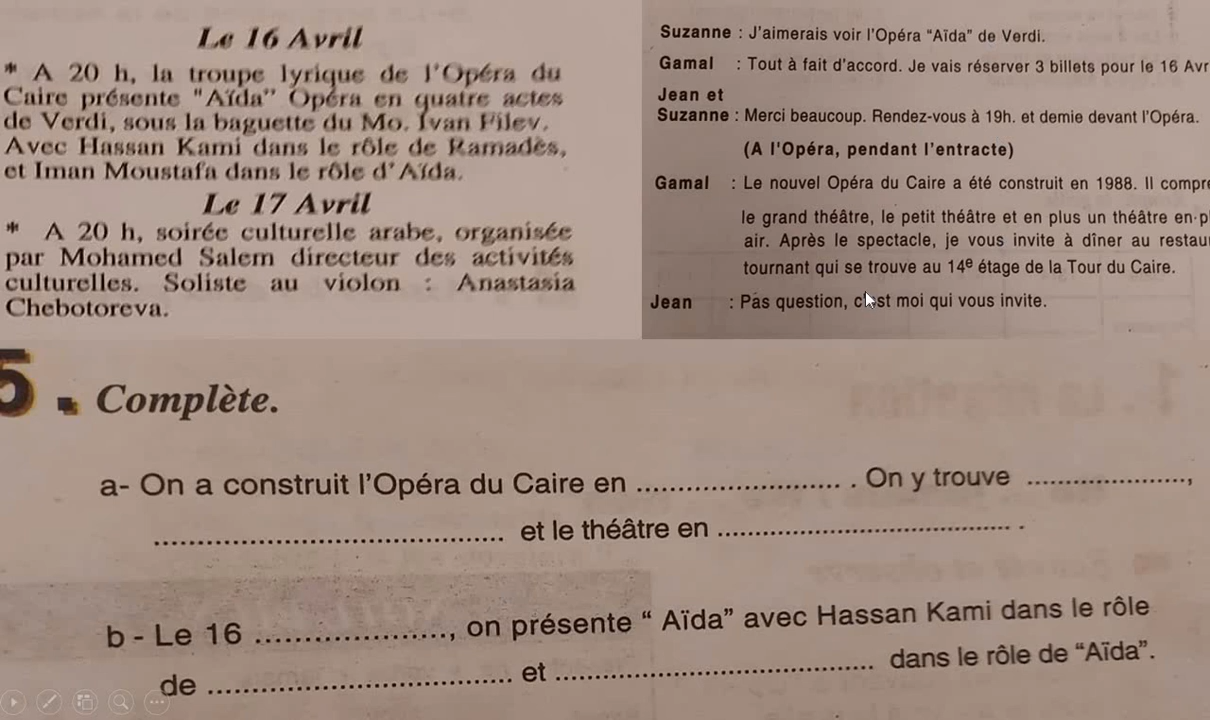 Le 16 Avril
* A 20 h, la troupe lyrique de l'Opéra du
Caire présente "Aïda" Opéra en quatre actes
de Verdi, sous la baguette du Mo. Ivan Filev.
Avec Hassan Kami dans le rôle de Ramadès,
et Iman Moustafa dans le rôle d'Aïda.
Le 17 Avril
* A 20 h, soirée culturelle arabe, organisée
par Mohamed Salem directeur des activités
culturelles. Soliste au violon : Anastasia
Chebotoreva.
Suzanne : J'aimerais voir l'Opéra "Aïda" de Verdi.
Gamal : Tout à fait d'accord. Je vais réserver 3 billets pour le 16 Avr
Jean et
Suzanne : Merci beaucoup. Rendez-vous à 19h. et demie devant l'Opéra.
(A l'Opéra, pendant l'entracte)
Gamal : Le nouvel Opéra du Caire a été construit en 1988. Il compre
le grand théâtre, le petit théâtre et en plus un théâtre en p
air. Après le spectacle, je vous invite à dîner au restau
tournant qui se trouve au 14e étage de la Tour du Caire.
Jean : Pas question, c'est moi qui vous invite.
5. Complète.
a- On a construit l'Opéra du Caire en ........................ . On y trouve ....................,
.......................................... et le théâtre en .................................... .
b - Le 16 ........................, on présente “ Aïda” avec Hassan Kami dans le rôle
de ..................................... et ....................................... dans le rôle de “Aïda”.